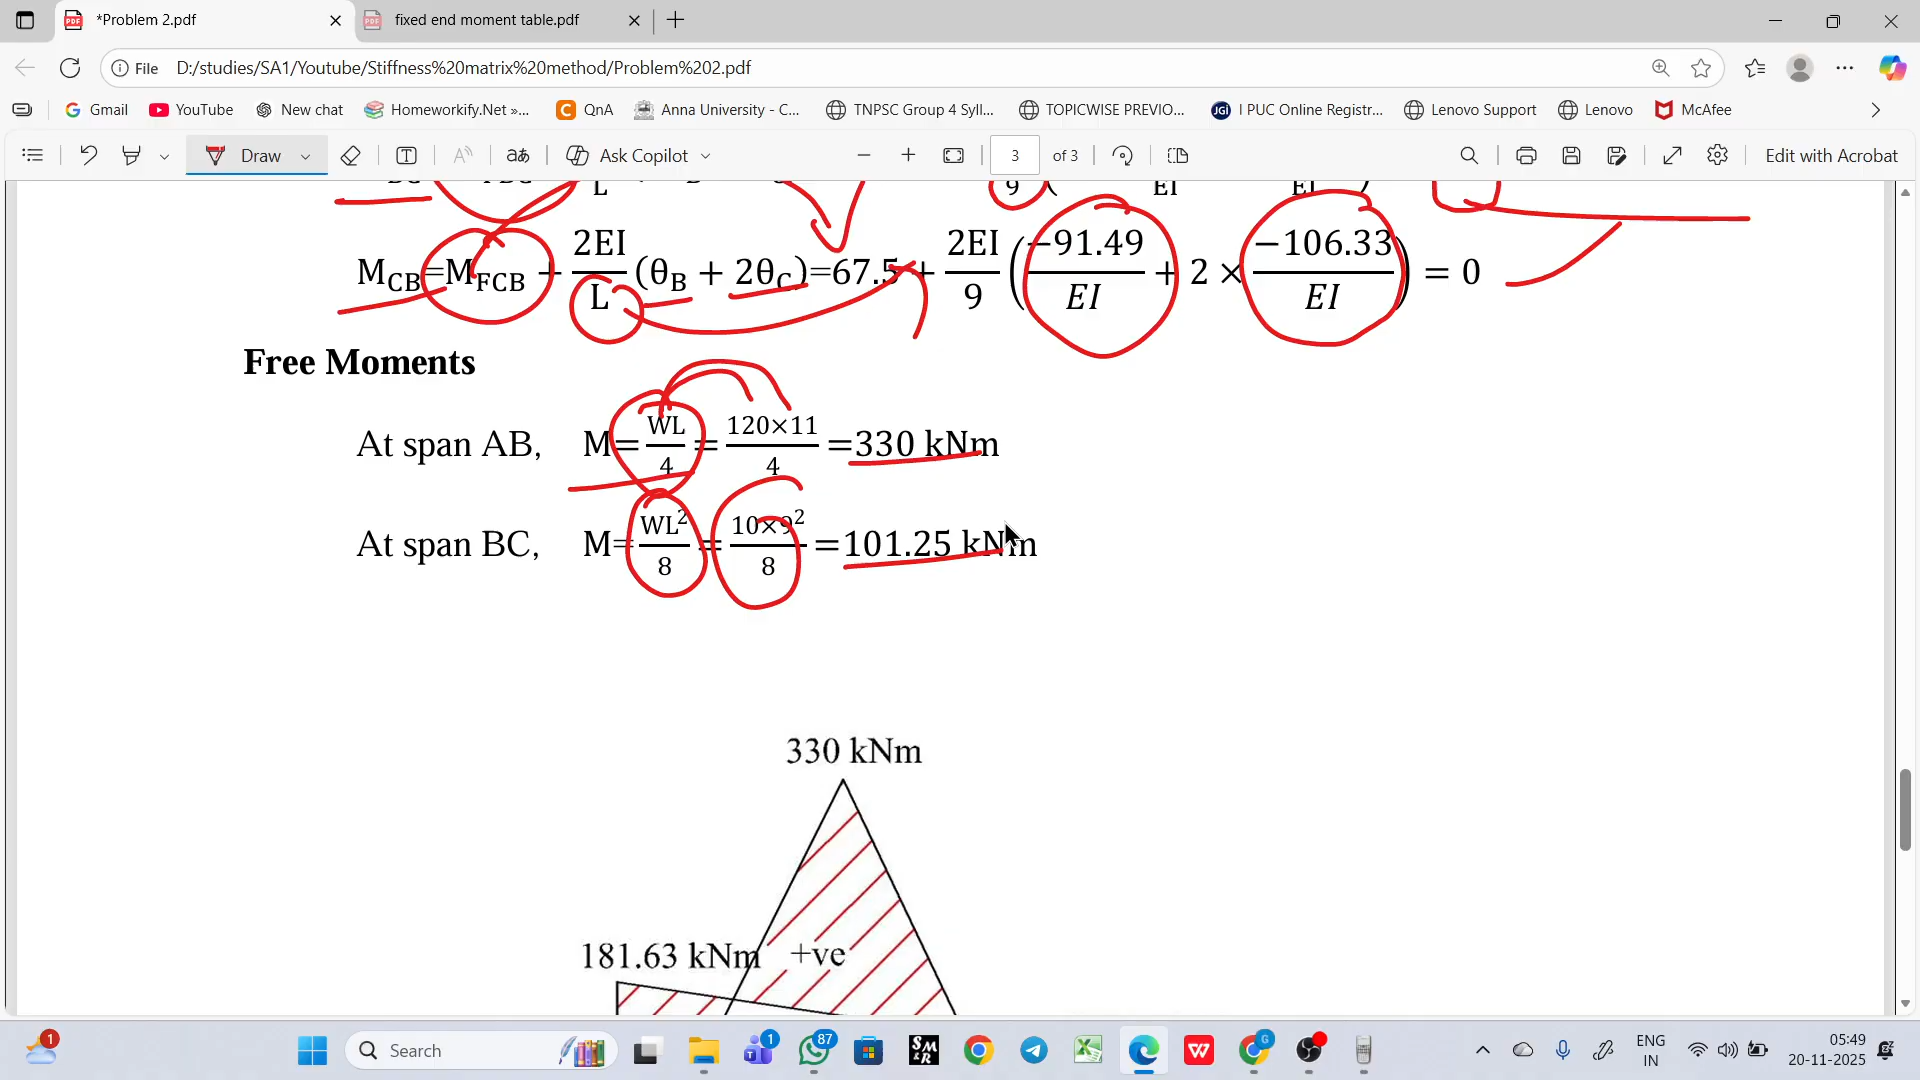 *Problem 2.pdf
fixed end moment table.pdf
File D:/studies/SA1/Youtube/Stiffness%20matrix%20method/Problem%202.pdf
Gmail YouTube New chat Homeworkify.Net »... QnA Anna University - C... TNPSC Group 4 Syll... TOPICWISE PREVIO... I PUC Online Registr... Lenovo Support Lenovo McAfee
Draw Ask Copilot 3 of 3 Edit with Acrobat
M_CB=M_FCB + 2EI/L (θ_B + 2θ_C)=67.5 + 2EI/9 (−91.49/EI + 2 × −106.33/EI) = 0
Free Moments
At span AB, M= WL/4 = 120×11/4 =330 kNm
At span BC, M= WL²/8 = 10×9²/8 =101.25 kNm
330 kNm
181.63 kNm +ve
1 Search 1 87 ENG IN 05:49 20-11-2025